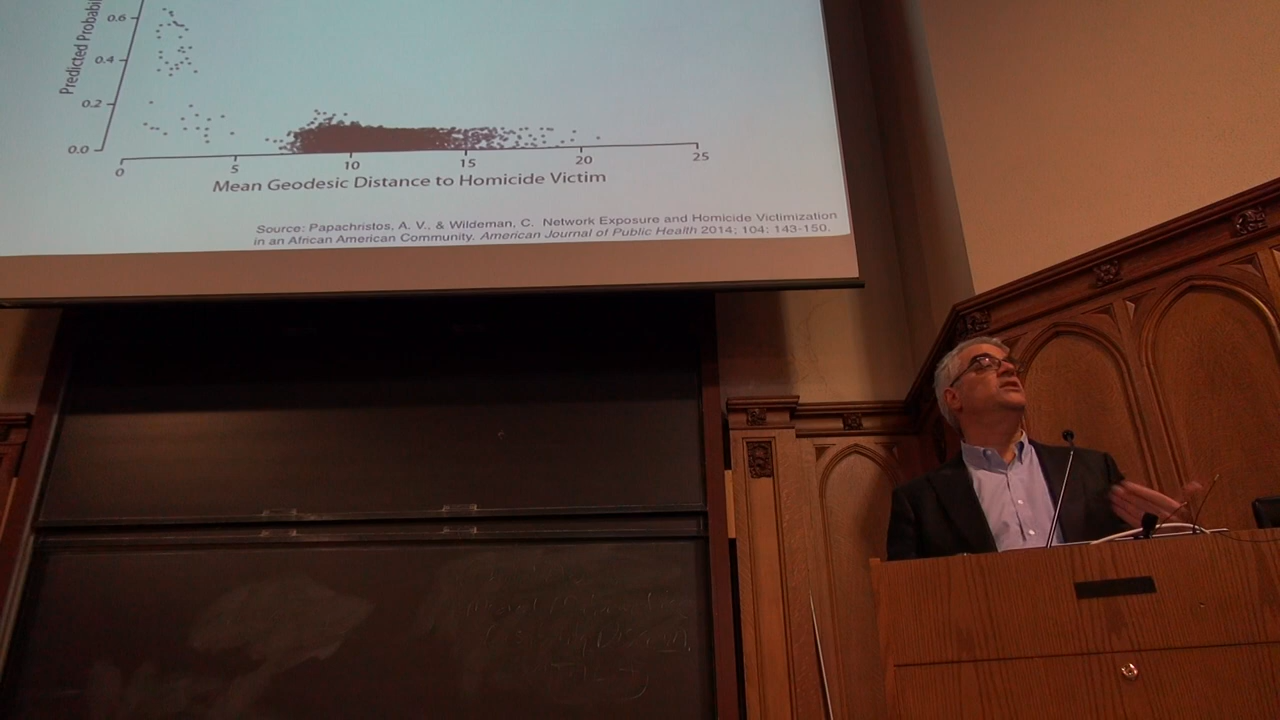 Predicted Probabi
0.6
0.4
0.2
0.0
0 5 10 15 20 25
Mean Geodesic Distance to Homicide Victim
Source: Papachristos, A. V., & Wildeman, C. Network Exposure and Homicide Victimization
in an African American Community. American Journal of Public Health 2014; 104: 143-150.